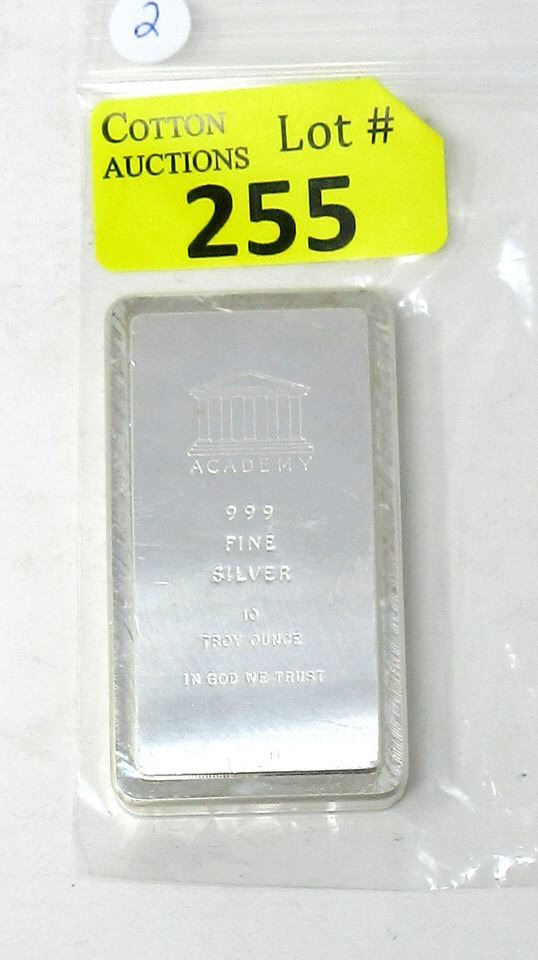 2
COTTON
AUCTIONS
Lot #
255
ACADEMY
999
FINE
SILVER
10
TROY OUNCE
IN GOD WE TRUST